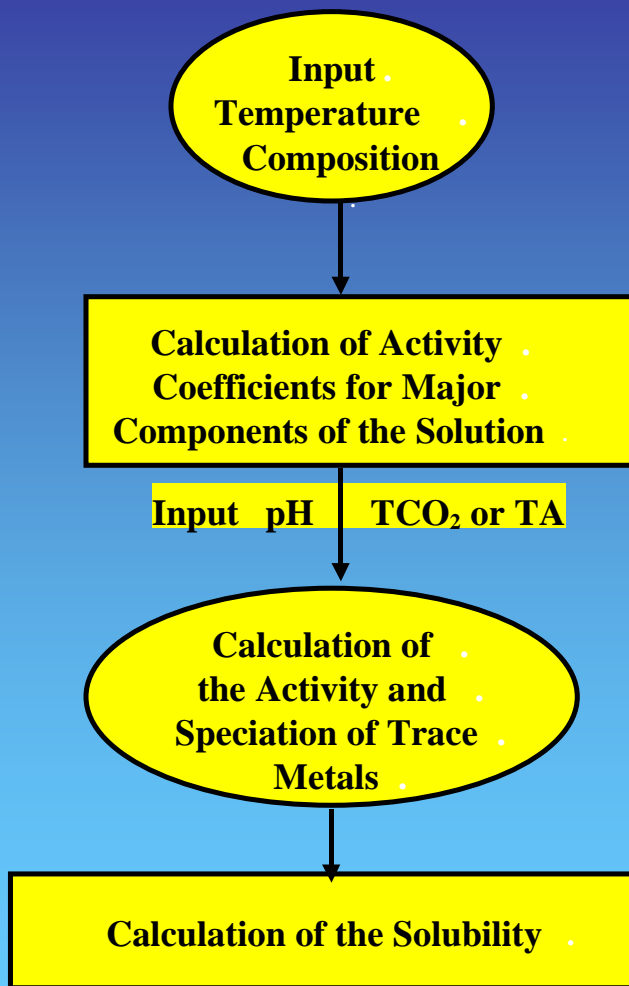 Input
Temperature
Composition
Calculation of Activity
Coefficients for Major
Components of the Solution
Input pH TCO₂ or TA
Calculation of
the Activity and
Speciation of Trace
Metals
Calculation of the Solubility